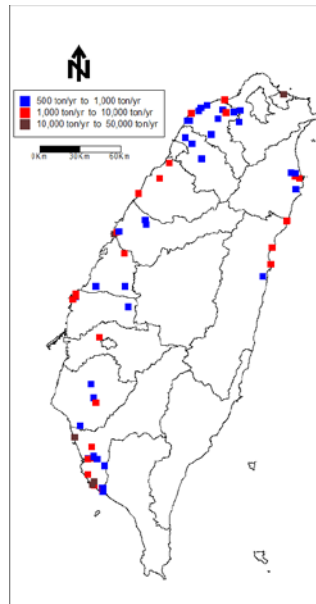 N
500 ton/yr to 1,000 ton/yr
1,000 ton/yr to 10,000 ton/yr
10,000 ton/yr to 50,000 ton/yr
0Km 30Km 60Km